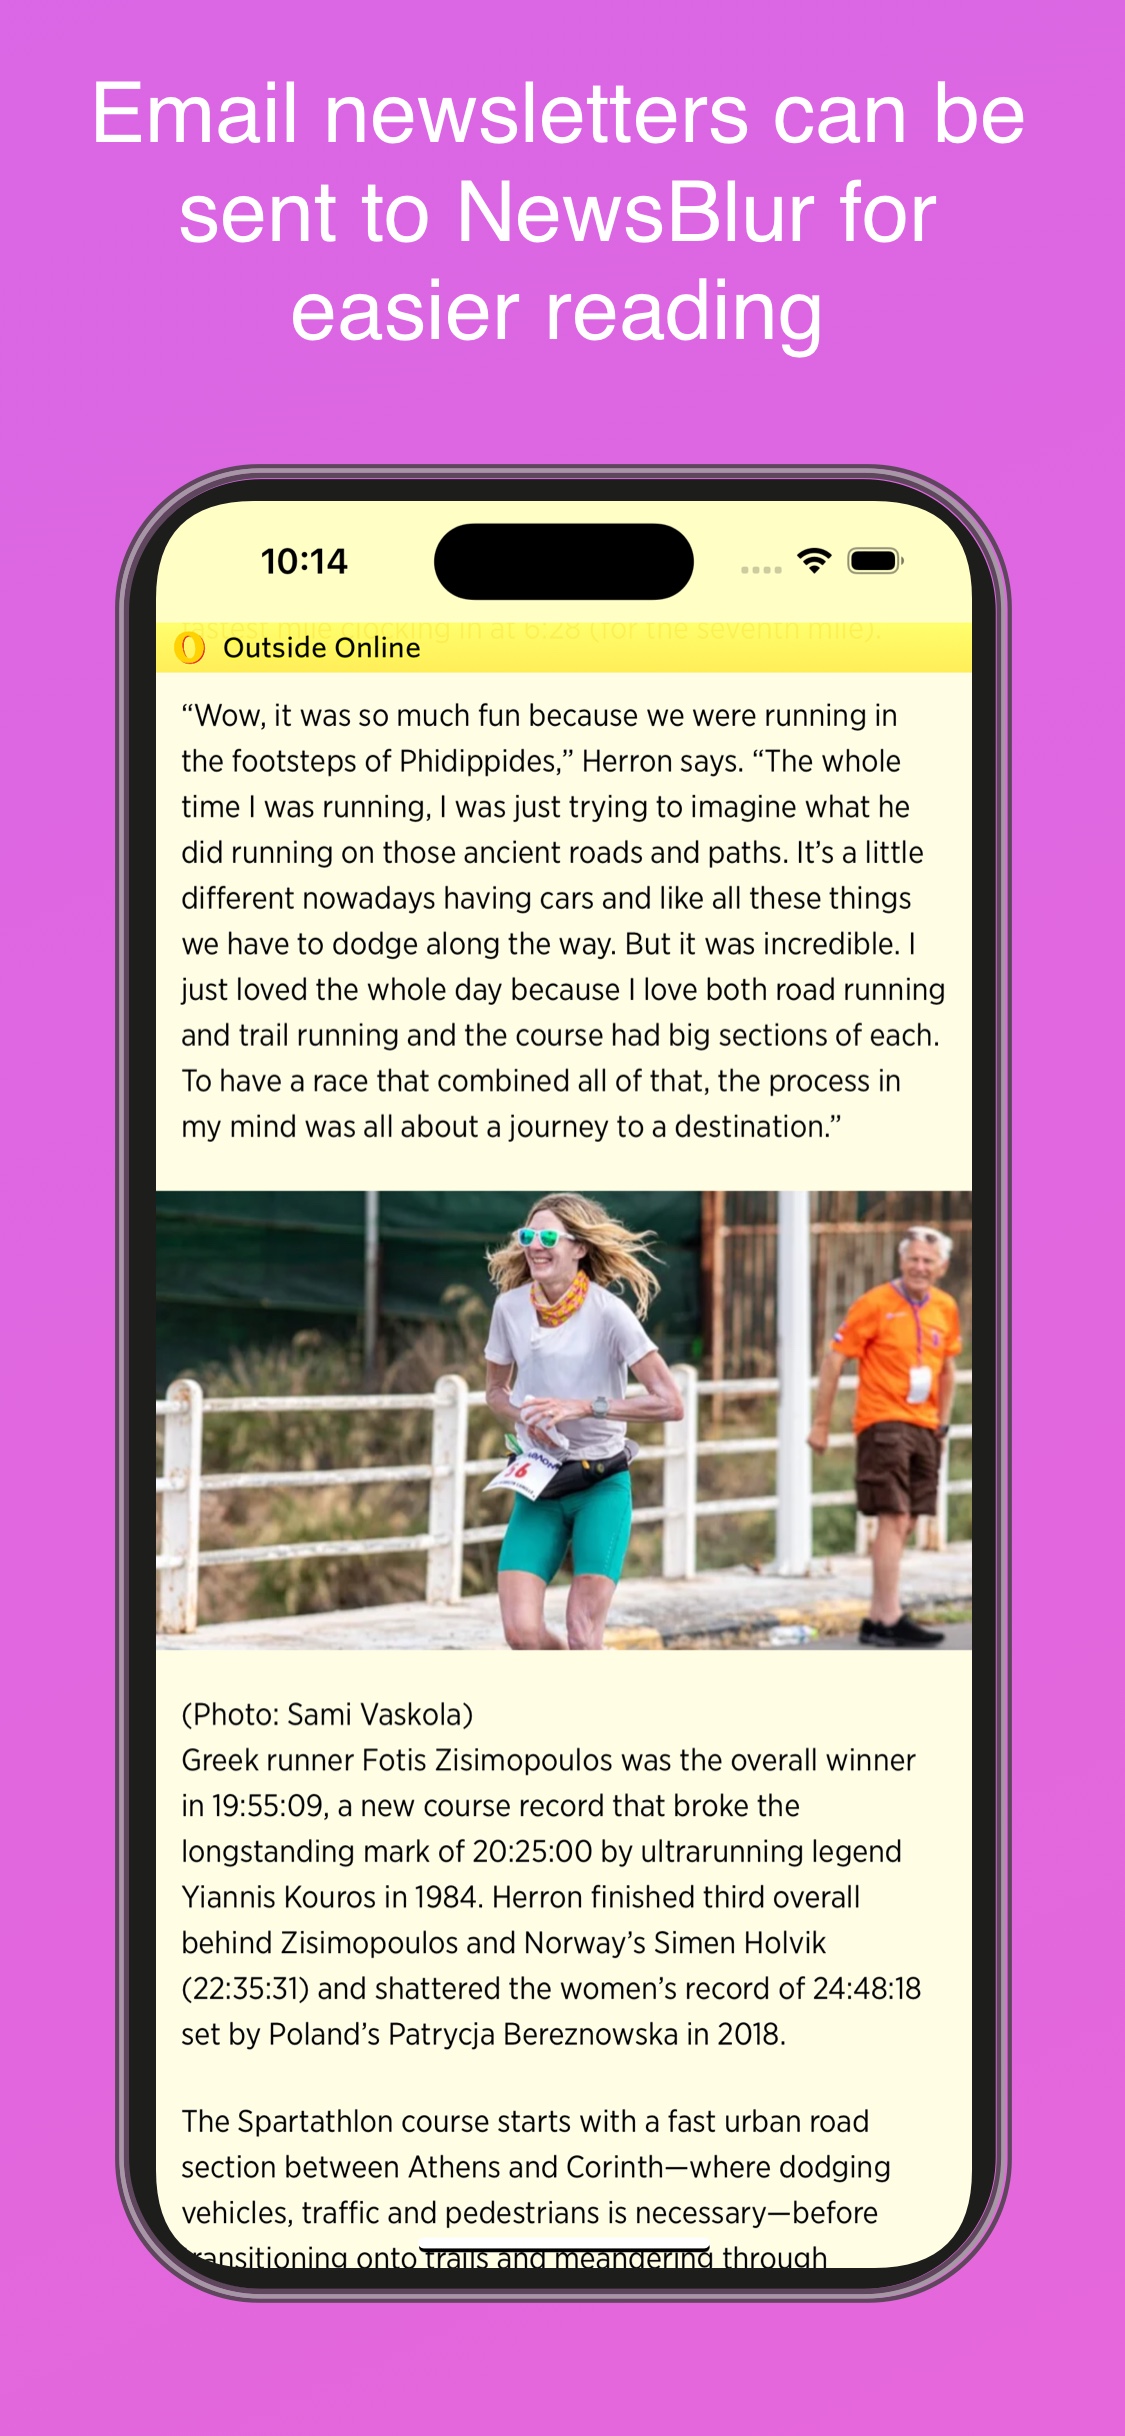 Email newsletters can be
sent to NewsBlur for
easier reading
10:14
fastest mile clocking in at 6:28 (for the seventh mile).
Outside Online
“Wow, it was so much fun because we were running in
the footsteps of Phidippides,” Herron says. “The whole
time I was running, I was just trying to imagine what he
did running on those ancient roads and paths. It’s a little
different nowadays having cars and like all these things
we have to dodge along the way. But it was incredible. I
just loved the whole day because I love both road running
and trail running and the course had big sections of each.
To have a race that combined all of that, the process in
my mind was all about a journey to a destination.”
66
(Photo: Sami Vaskola)
Greek runner Fotis Zisimopoulos was the overall winner
in 19:55:09, a new course record that broke the
longstanding mark of 20:25:00 by ultrarunning legend
Yiannis Kouros in 1984. Herron finished third overall
behind Zisimopoulos and Norway’s Simen Holvik
(22:35:31) and shattered the women’s record of 24:48:18
set by Poland’s Patrycja Bereznowska in 2018.
The Spartathlon course starts with a fast urban road
section between Athens and Corinth—where dodging
vehicles, traffic and pedestrians is necessary—before
transitioning onto trails and meandering through